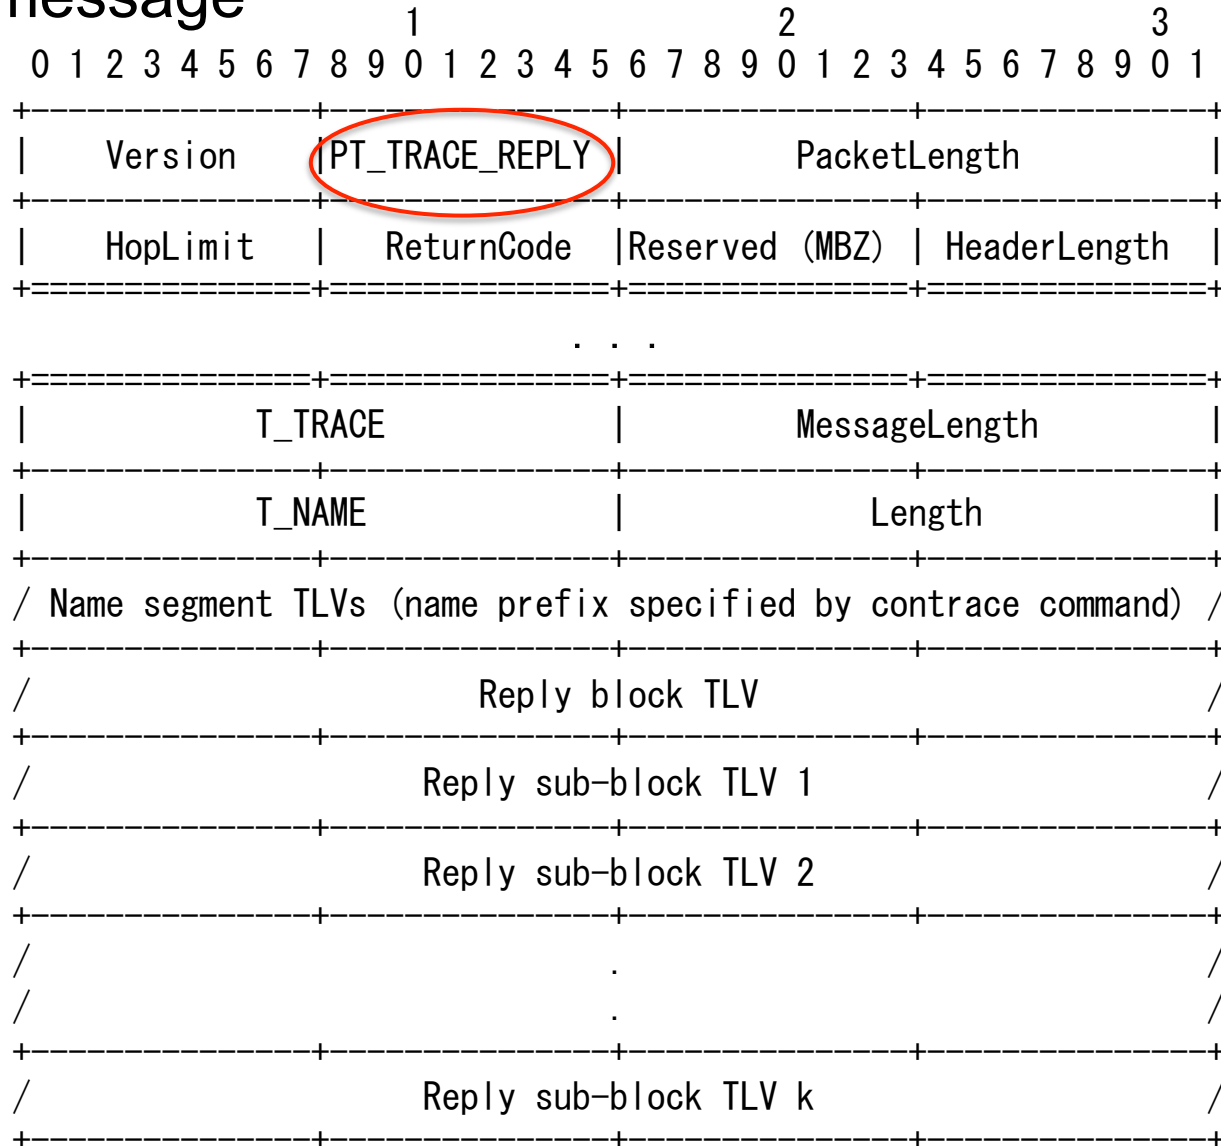 message
1 2 3
0 1 2 3 4 5 6 7 8 9 0 1 2 3 4 5 6 7 8 9 0 1 2 3 4 5 6 7 8 9 0 1
+---------------+---------------+---------------+---------------+
| Version |PT_TRACE_REPLY | PacketLength |
+---------------+---------------+---------------+---------------+
| HopLimit | ReturnCode |Reserved (MBZ) | HeaderLength |
+===============+===============+===============+===============+
. . .
+===============+===============+===============+===============+
| T_TRACE | MessageLength |
+---------------+---------------+---------------+---------------+
| T_NAME | Length |
+---------------+---------------+---------------+---------------+
/ Name segment TLVs (name prefix specified by contrace command) /
+---------------+---------------+---------------+---------------+
/ Reply block TLV /
+---------------+---------------+---------------+---------------+
/ Reply sub-block TLV 1 /
+---------------+---------------+---------------+---------------+
/ Reply sub-block TLV 2 /
+---------------+---------------+---------------+---------------+
/ . /
/ . /
+---------------+---------------+---------------+---------------+
/ Reply sub-block TLV k /
+---------------+---------------+---------------+---------------+